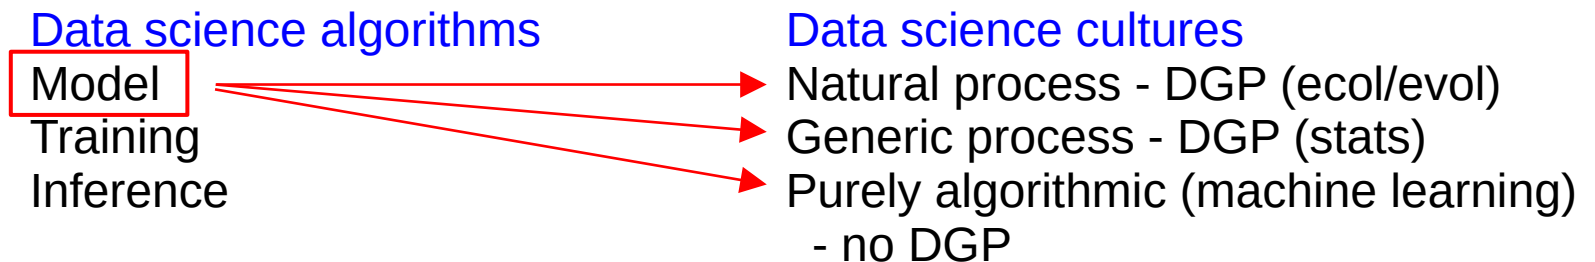 Data science algorithms
Model
Training
Inference
Data science cultures
Natural process - DGP (ecol/evol)
Generic process - DGP (stats)
Purely algorithmic (machine learning)
- no DGP